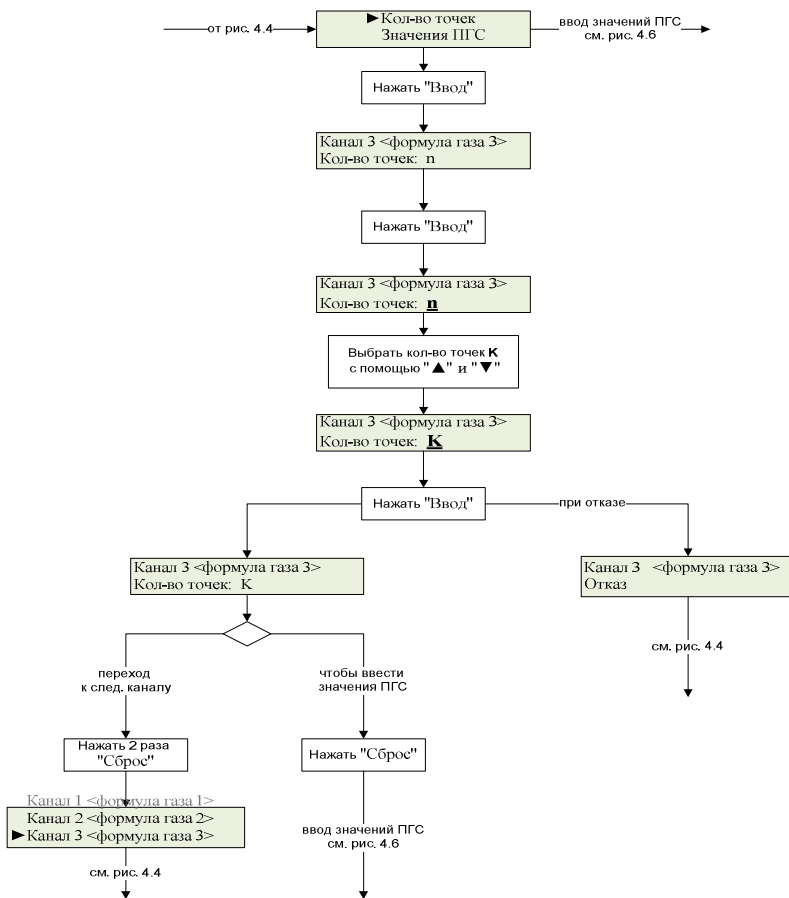 от рис. 4.4
►Кол-во точек
Значения ПГС
ввод значений ПГС
см. рис. 4.6
Нажать "Ввод"
Канал 3 <формула газа 3>
Кол-во точек: n
Нажать "Ввод"
Канал 3 <формула газа 3>
Кол-во точек: n
Выбрать кол-во точек K
с помощью "▲" и "▼"
Канал 3 <формула газа 3>
Кол-во точек: K
Нажать "Ввод"
при отказе
Канал 3 <формула газа 3>
Кол-во точек: K
Канал 3 <формула газа 3>
Отказ
см. рис. 4.4
переход
к след. каналу
чтобы ввести
значения ПГС
Нажать 2 раза
"Сброс"
Нажать "Сброс"
Канал 1 <формула газа 1>
Канал 2 <формула газа 2>
►Канал 3 <формула газа 3>
ввод значений ПГС
см. рис. 4.6
см. рис. 4.4